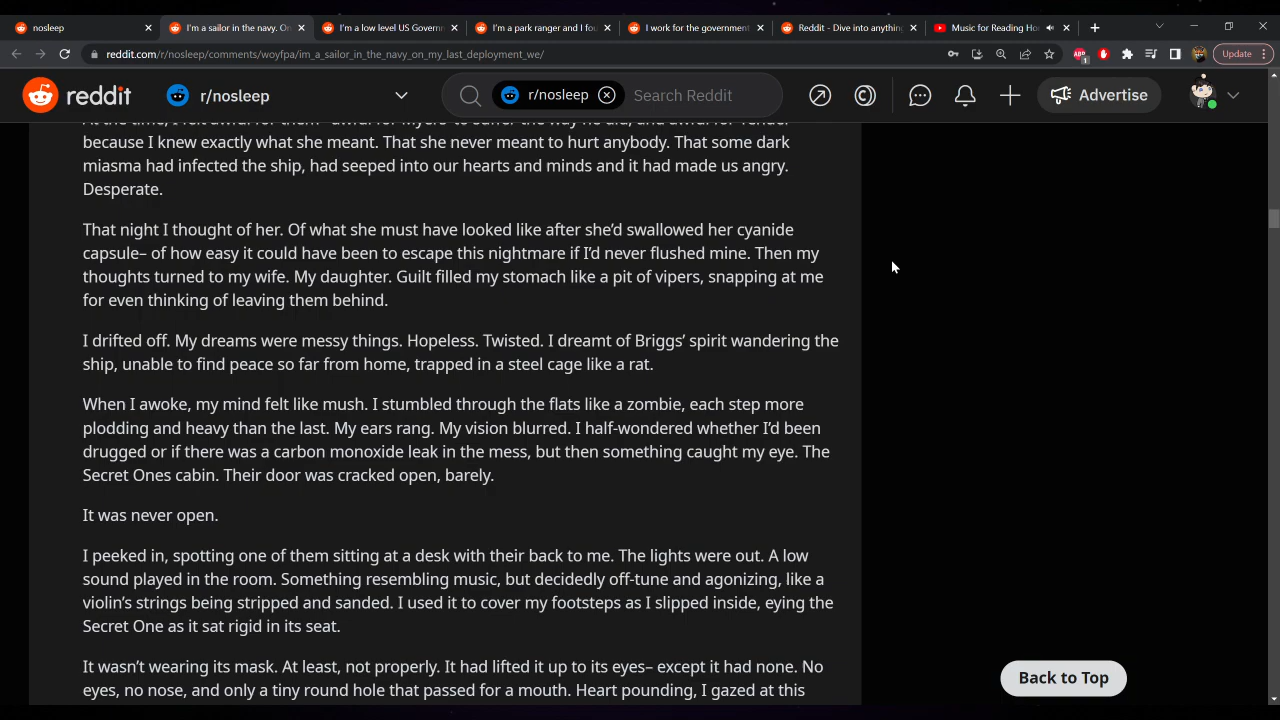 nosleep
I'm a sailor in the navy. On
I'm a low level US Governm
I'm a park ranger and I fou
I work for the government
Reddit - Dive into anything
Music for Reading Ho
reddit.com/r/nosleep/comments/woyfpa/im_a_sailor_in_the_navy_on_my_last_deployment_we/
1
Update
reddit
r/nosleep
r/nosleep
Search Reddit
Advertise
because I knew exactly what she meant. That she never meant to hurt anybody. That some dark
miasma had infected the ship, had seeped into our hearts and minds and it had made us angry.
Desperate.
That night I thought of her. Of what she must have looked like after she'd swallowed her cyanide
capsule– of how easy it could have been to escape this nightmare if I'd never flushed mine. Then my
thoughts turned to my wife. My daughter. Guilt filled my stomach like a pit of vipers, snapping at me
for even thinking of leaving them behind.
I drifted off. My dreams were messy things. Hopeless. Twisted. I dreamt of Briggs' spirit wandering the
ship, unable to find peace so far from home, trapped in a steel cage like a rat.
When I awoke, my mind felt like mush. I stumbled through the flats like a zombie, each step more
plodding and heavy than the last. My ears rang. My vision blurred. I half-wondered whether I'd been
drugged or if there was a carbon monoxide leak in the mess, but then something caught my eye. The
Secret Ones cabin. Their door was cracked open, barely.
It was never open.
I peeked in, spotting one of them sitting at a desk with their back to me. The lights were out. A low
sound played in the room. Something resembling music, but decidedly off-tune and agonizing, like a
violin's strings being stripped and sanded. I used it to cover my footsteps as I slipped inside, eying the
Secret One as it sat rigid in its seat.
It wasn't wearing its mask. At least, not properly. It had lifted it up to its eyes– except it had none. No
eyes, no nose, and only a tiny round hole that passed for a mouth. Heart pounding, I gazed at this
Back to Top